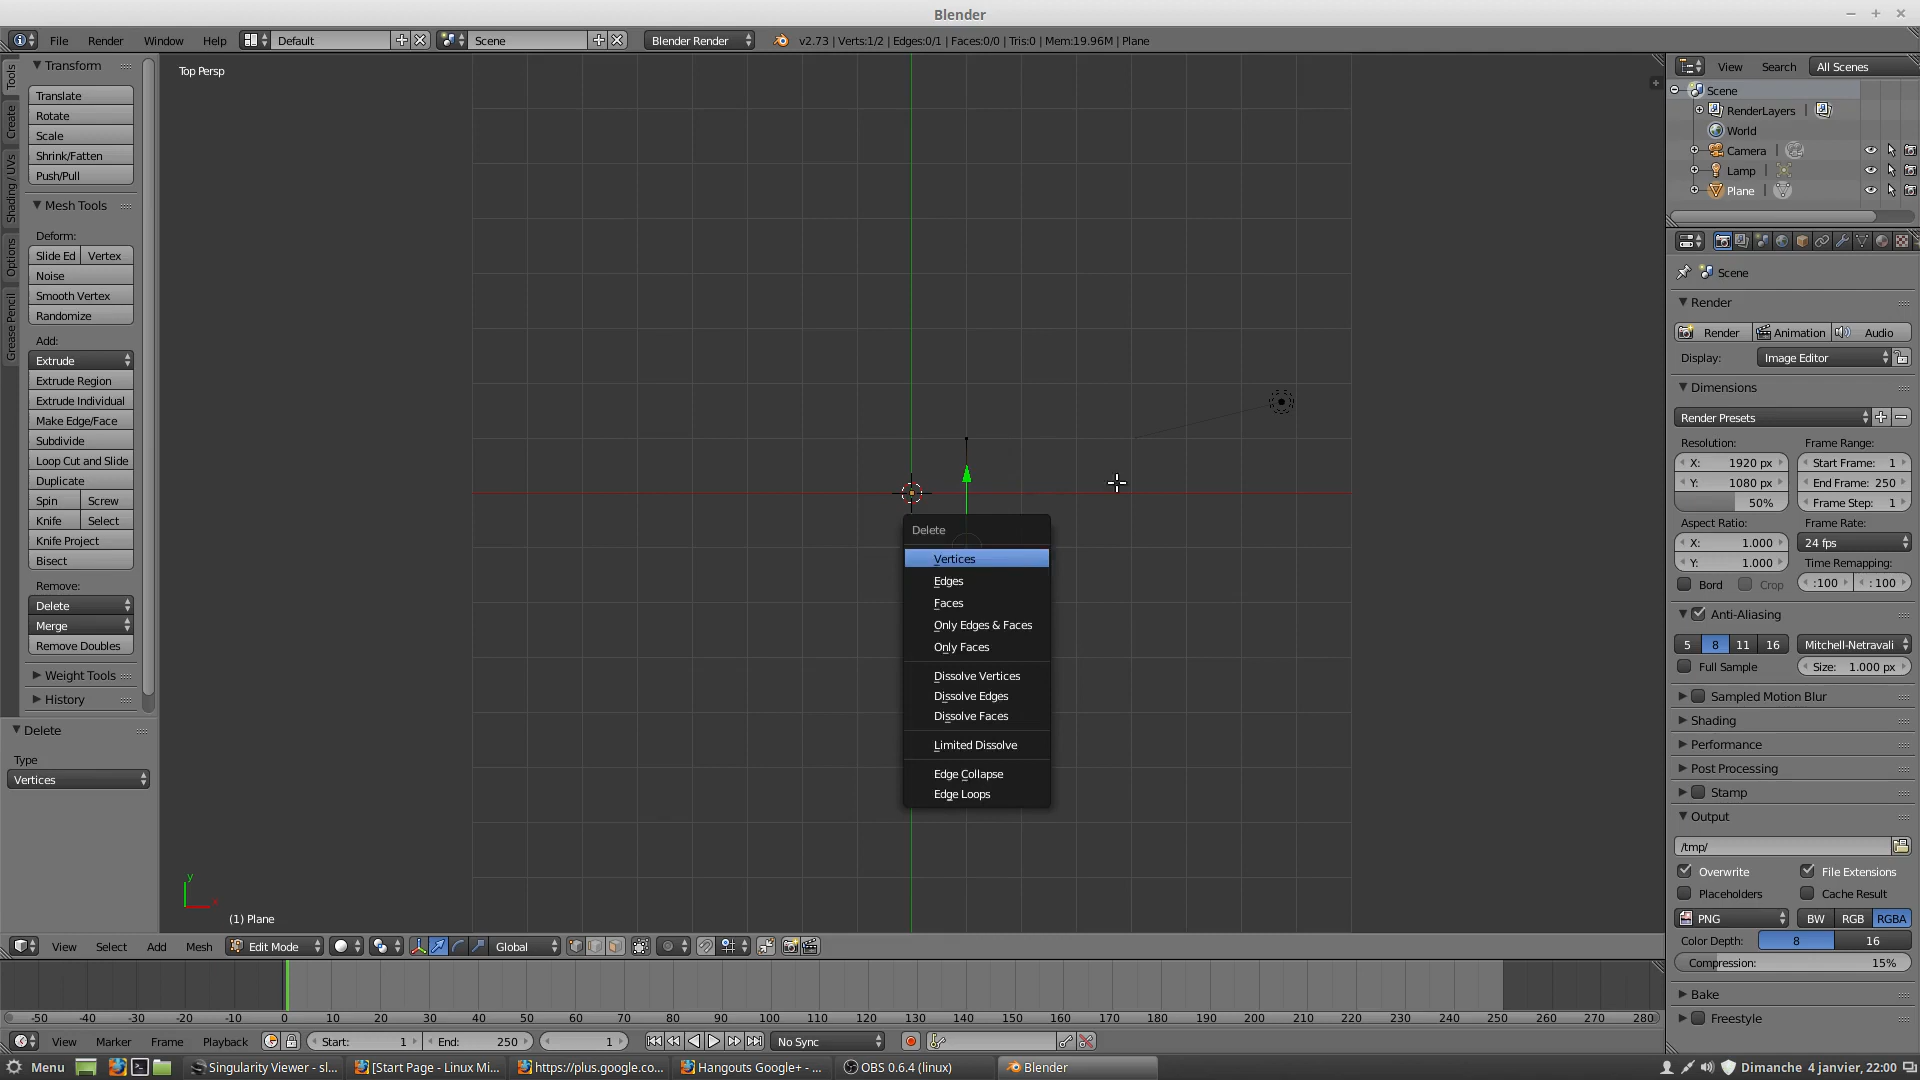 Blender
File Render Window Help Default Scene Blender Render v2.73 | Verts:1/2 | Edges:0/1 | Faces:0/0 | Tris:0 | Mem:19.96M | Plane
Tools
Create
Shading / UVs
Options
Grease Pencil
Transform
Translate
Rotate
Scale
Shrink/Fatten
Push/Pull
Mesh Tools
Deform:
Slide Ed Vertex
Noise
Smooth Vertex
Randomize
Add:
Extrude
Extrude Region
Extrude Individual
Make Edge/Face
Subdivide
Loop Cut and Slide
Duplicate
Spin Screw
Knife Select
Knife Project
Bisect
Remove:
Delete
Merge
Remove Doubles
Weight Tools
History
Delete
Type
Vertices
Top Persp
Delete
Vertices
Edges
Faces
Only Edges & Faces
Only Faces
Dissolve Vertices
Dissolve Edges
Dissolve Faces
Limited Dissolve
Edge Collapse
Edge Loops
y
x
(1) Plane
View Search All Scenes
Scene
RenderLayers |
World
Camera |
Lamp |
Plane |
Scene
Render
Render Animation Audio
Display: Image Editor
Dimensions
Render Presets
Resolution: Frame Range:
X: 1920 px Start Frame: 1
Y: 1080 px End Frame: 250
50% Frame Step: 1
Aspect Ratio: Frame Rate:
X: 1.000 24 fps
Y: 1.000 Time Remapping:
Bord Crop :100 : 100
Anti-Aliasing
5 8 11 16 Mitchell-Netravali
Full Sample Size: 1.000 px
Sampled Motion Blur
Shading
Performance
Post Processing
Stamp
Output
/tmp/
Overwrite File Extensions
Placeholders Cache Result
PNG BW RGB RGBA
Color Depth: 8 16
Compression: 15%
Bake
Freestyle
View Select Add Mesh Edit Mode Global
-50 -40 -30 -20 -10 0 10 20 30 40 50 60 70 80 90 100 110 120 130 140 150 160 170 180 190 200 210 220 230 240 250 260 270 280
View Marker Frame Playback Start: 1 End: 250 1 No Sync
Menu Singularity Viewer - sl... [Start Page - Linux Mi... https://plus.google.co... Hangouts Google+ - ... OBS 0.6.4 (linux) Blender Dimanche 4 janvier, 22:00